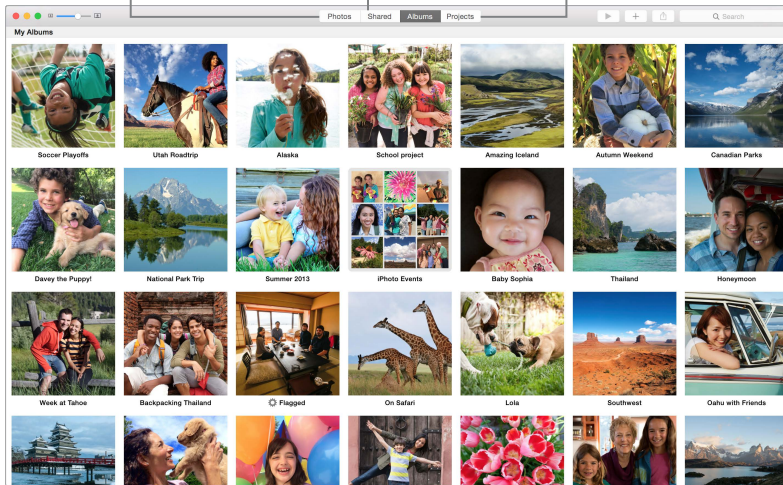 Photos Shared Albums Projects Search
My Albums
Soccer Playoffs Utah Roadtrip Alaska School project Amazing Iceland Autumn Weekend Canadian Parks
Davey the Puppy! National Park Trip Summer 2013 iPhoto Events Baby Sophia Thailand Honeymoon
Week at Tahoe Backpacking Thailand Flagged On Safari Lola Southwest Oahu with Friends